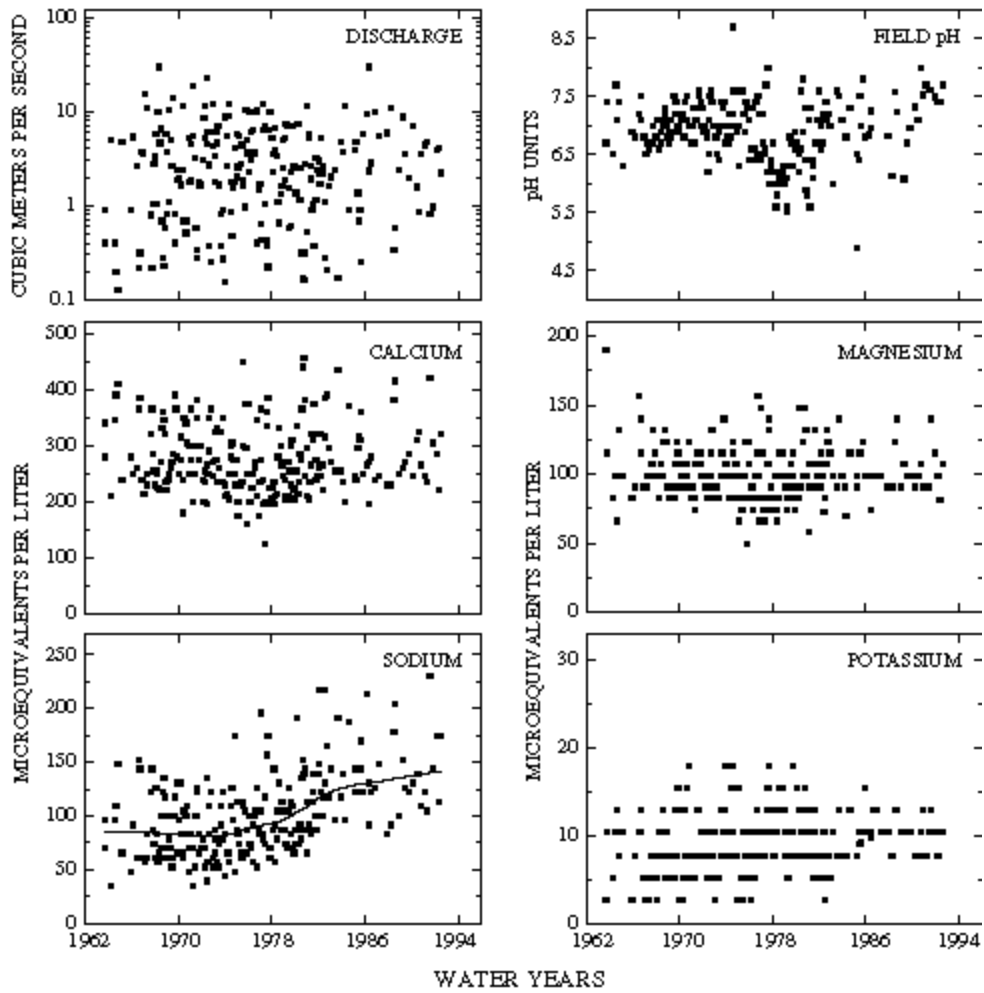 CUBIC METERS PER SECOND
100
10
1
0.1
DISCHARGE
pH UNITS
8.5
7.5
6.5
5.5
4.5
FIELD pH
MICROEQUIVALENTS PER LITER
500
400
300
200
100
0
CALCIUM
MICROEQUIVALENTS PER LITER
200
150
100
50
0
MAGNESIUM
250
200
150
100
50
0
SODIUM
1962 1970 1978 1986 1994
30
20
10
0
POTASSIUM
1962 1970 1978 1986 1994
WATER YEARS